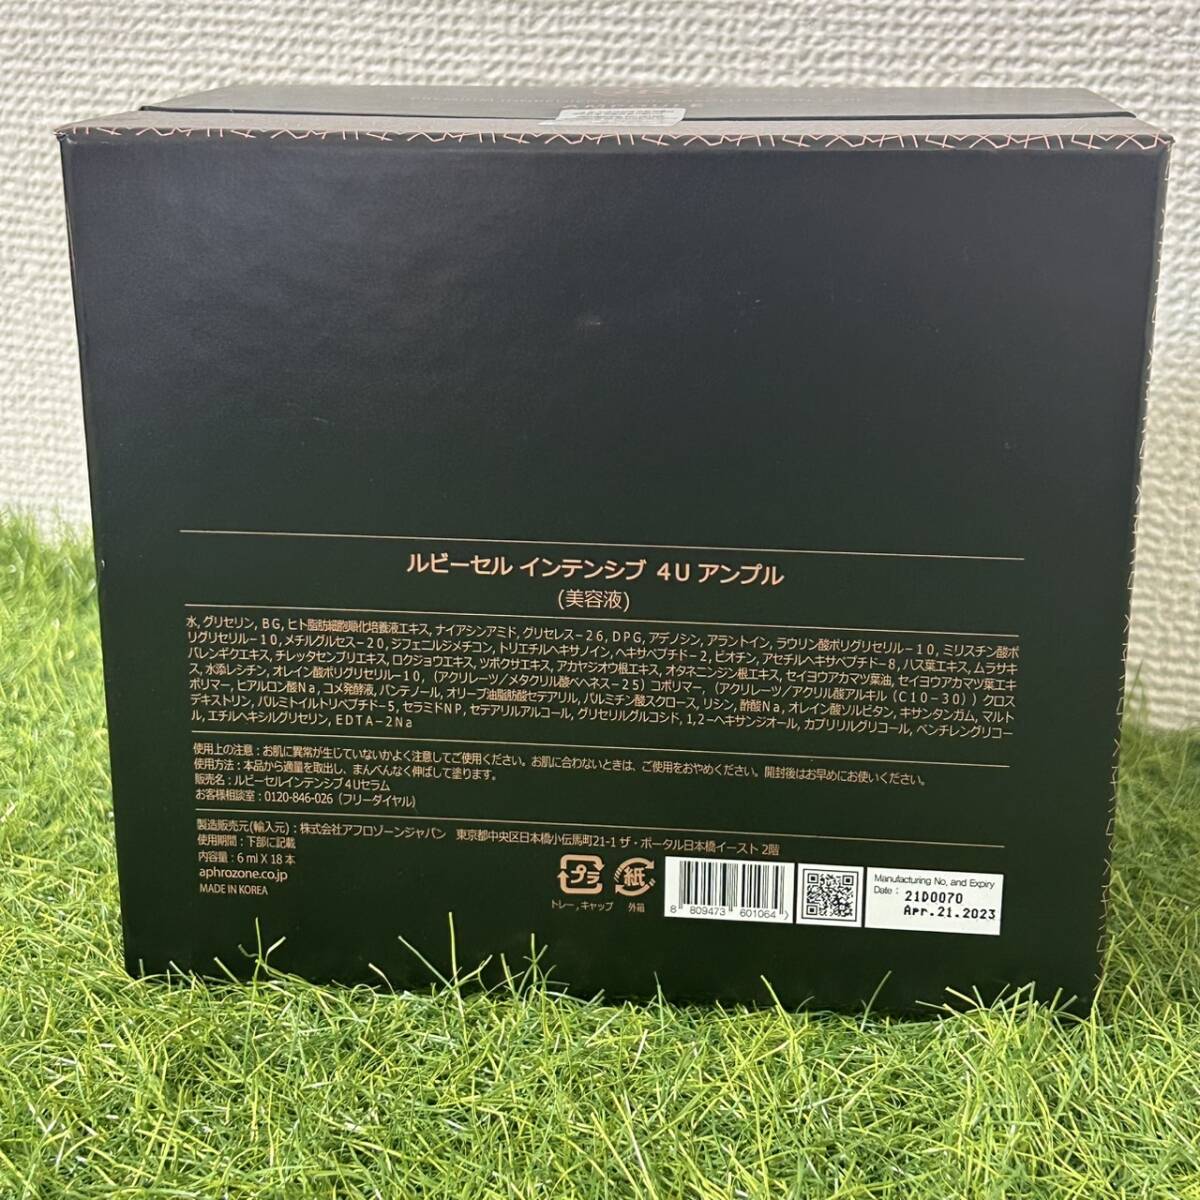 ルビーセル インテンシブ 4U アンプル
(美容液)
水, グリセリン, BG, ヒト脂肪細胞順化培養液エキス, ナイアシンアミド, グリセレス-26, DPG, アデノシン, アラントイン, ラウリン酸ポリグリセリル-10, ミリスチン酸ポ
リグリセリル-10, メチルグルセス-20, ジフェニルジメチコン, トリエチルヘキサノイン, ヘキサペプチド-2, ビオチン, アセチルヘキサペプチド-8, ハス葉エキス, ムラサキ
バレンギクエキス, チレッタセンブリエキス, ロクジョウエキス, ツボクサエキス, アカヤジオウ根エキス, オタネニンジン根エキス, セイヨウアカマツ葉油, セイヨウアカマツ葉エキ
ス, 水添レシチン, オレイン酸ポリグリセリル-10, (アクリレーツ/メタクリル酸ベヘネス-25) コポリマー, (アクリレーツ/アクリル酸アルキル (C10-30)) クロス
ポリマー, ヒアルロン酸Na, コメ発酵液, パンテノール, オリーブ油脂肪酸セテアリル, パルミチン酸スクロース, リシン, 酢酸Na, オレイン酸ソルビタン, キサンタンガム, マルト
デキストリン, パルミトイルトリペプチド-5, セラミドNP, セテアリルアルコール, グリセリルグルコシド, 1,2-ヘキサンジオール, カプリリルグリコール, ペンチレングリコー
ル, エチルヘキシルグリセリン, EDTA-2Na
使用上の注意 : お肌に異常が生じていないかよく注意してご使用ください。お肌に合わないときは、ご使用をおやめください。開封後はお早めにお使いください。
使用方法 : 本品から適量を取出し、まんべんなく伸ばして塗ります。
販売名 : ルビーセルインテンシブ4Uセラム
お客様相談室 : 0120-846-026 (フリーダイヤル)
製造販売元(輸入元) : 株式会社アフロゾーンジャパン 東京都中央区日本橋小伝馬町21-1 ザ・ポータル日本橋イースト 2階
使用期間 : 下部に記載
内容量 : 6 ml X 18 本
aphrozone.co.jp
MADE IN KOREA
プラ
紙
トレー, キャップ 外箱
8 809473 601064
Manufacturing No, and Expiry
Date : 21D0070
Apr.21.2023